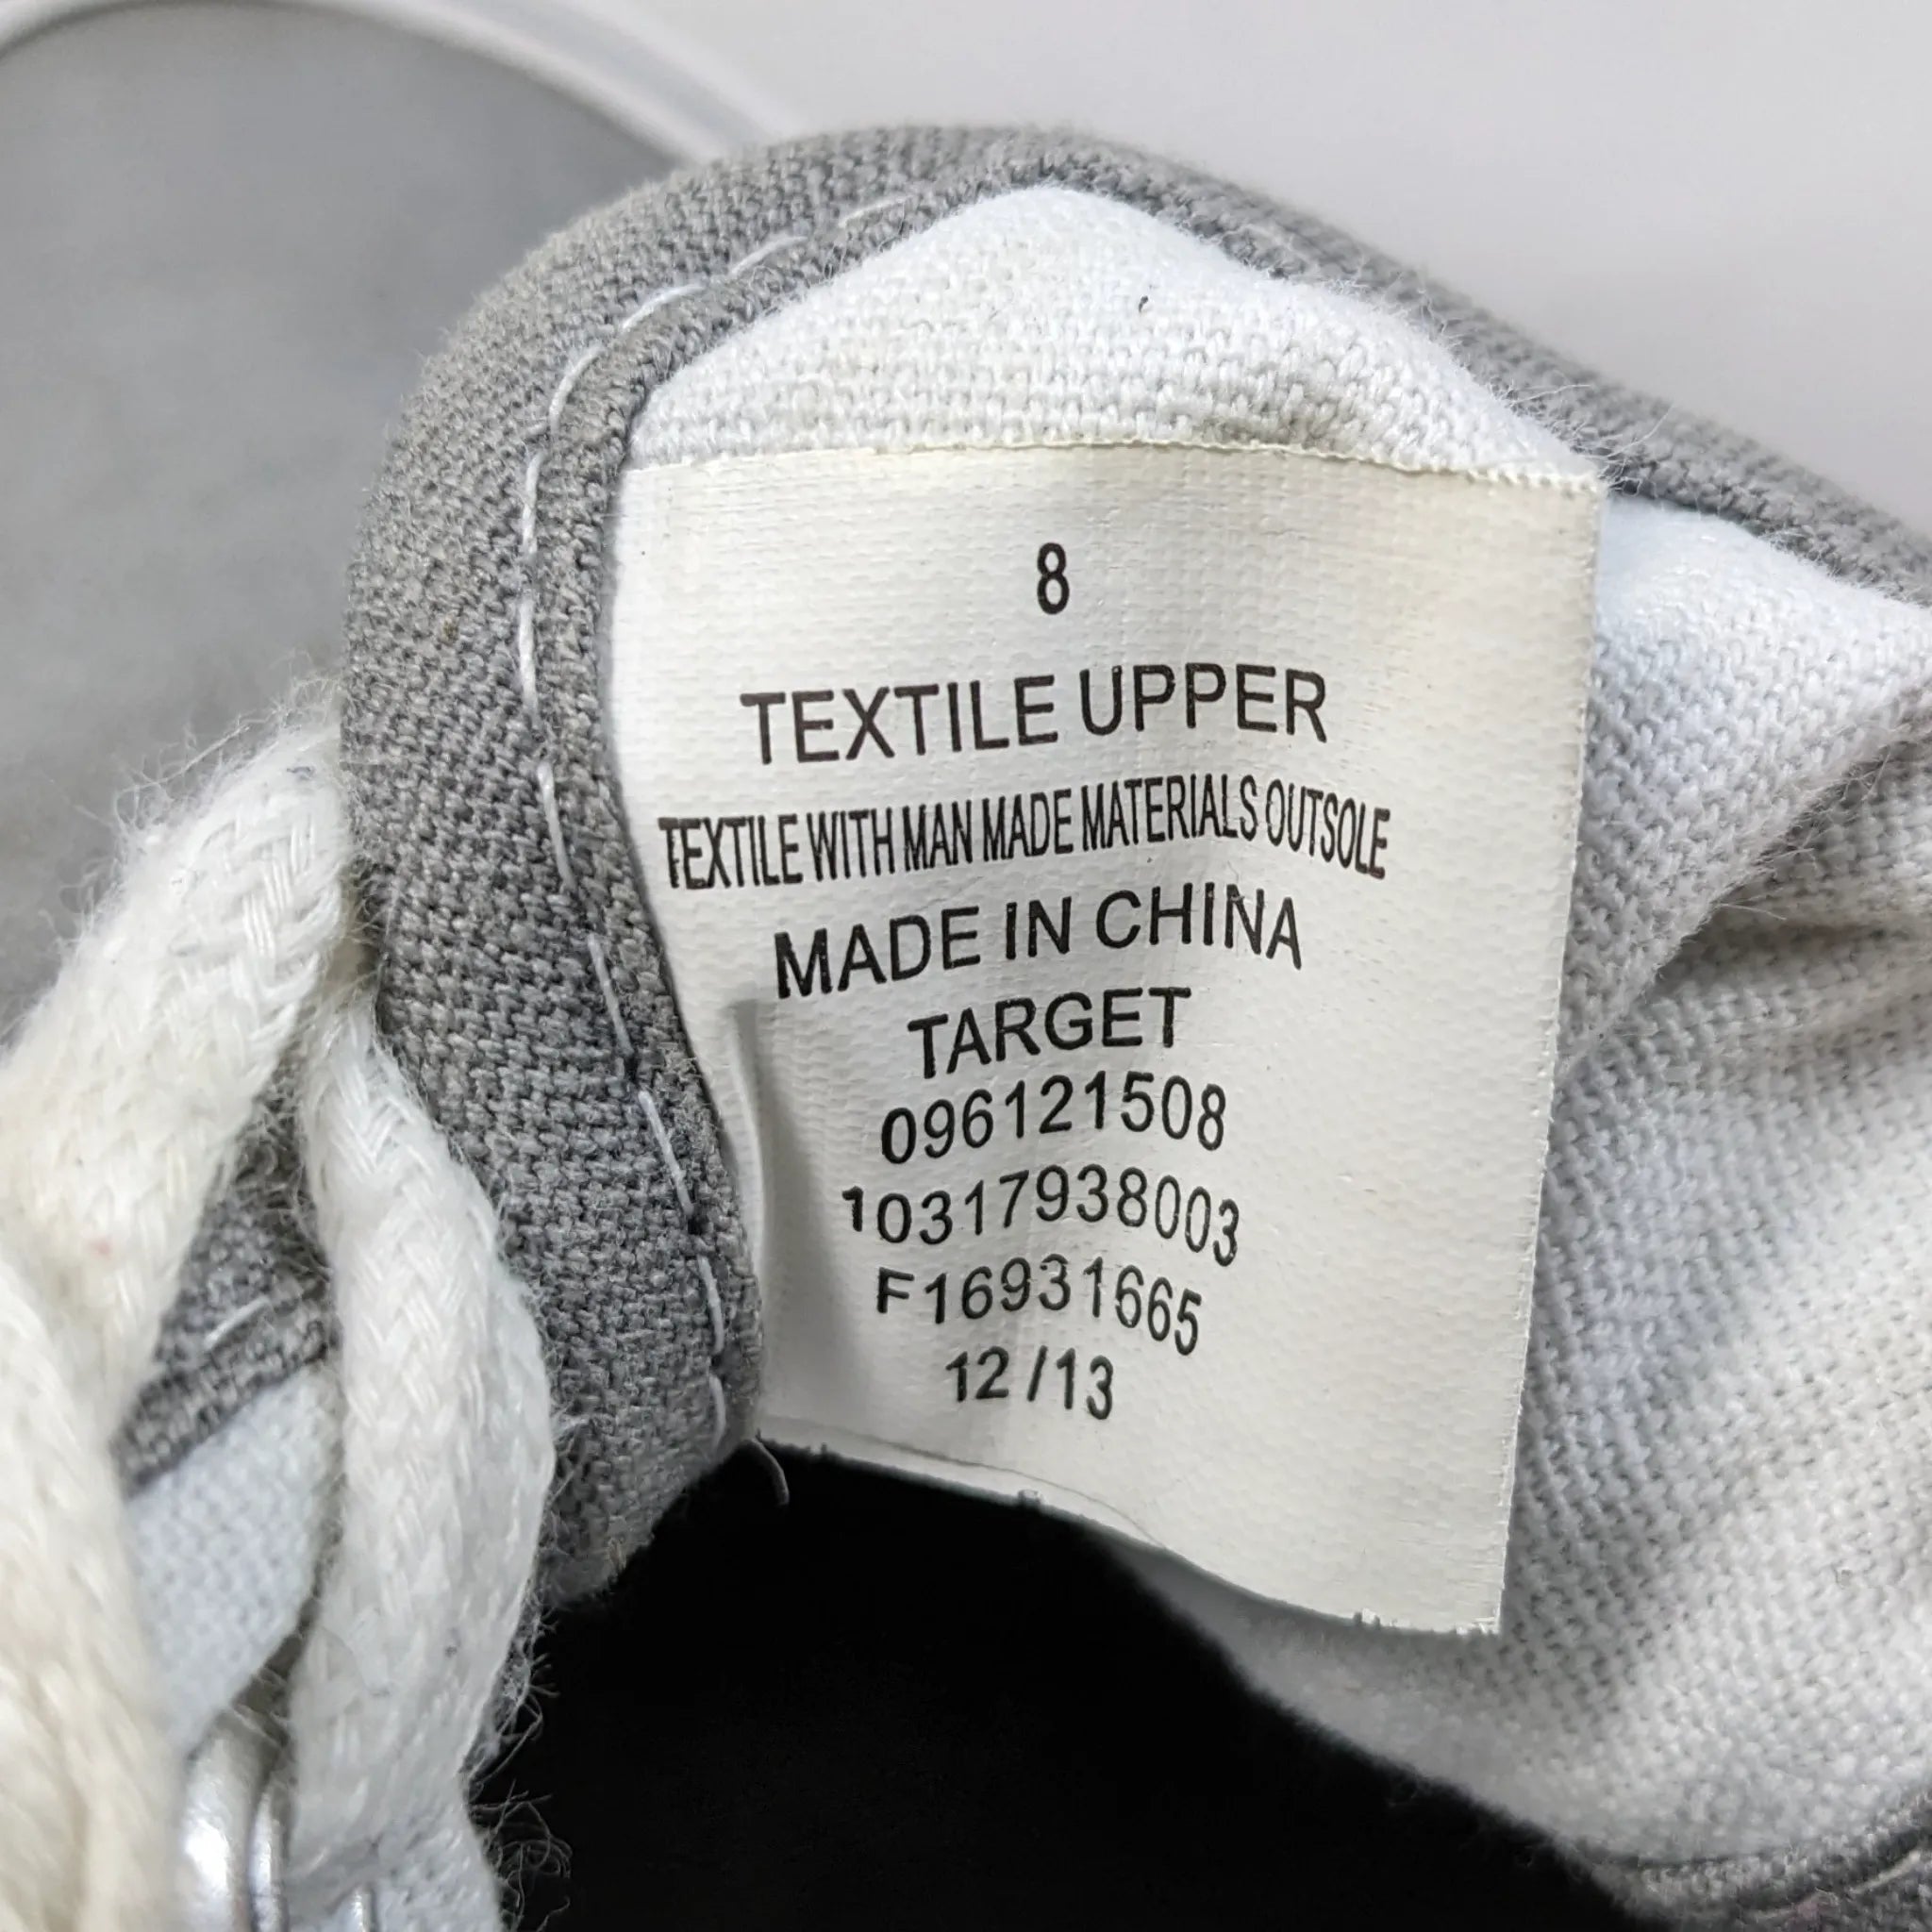 8
TEXTILE UPPER
TEXTILE WITH MAN MADE MATERIALS OUTSOLE
MADE IN CHINA
TARGET
096121508
10317938003
F16931665
12/13